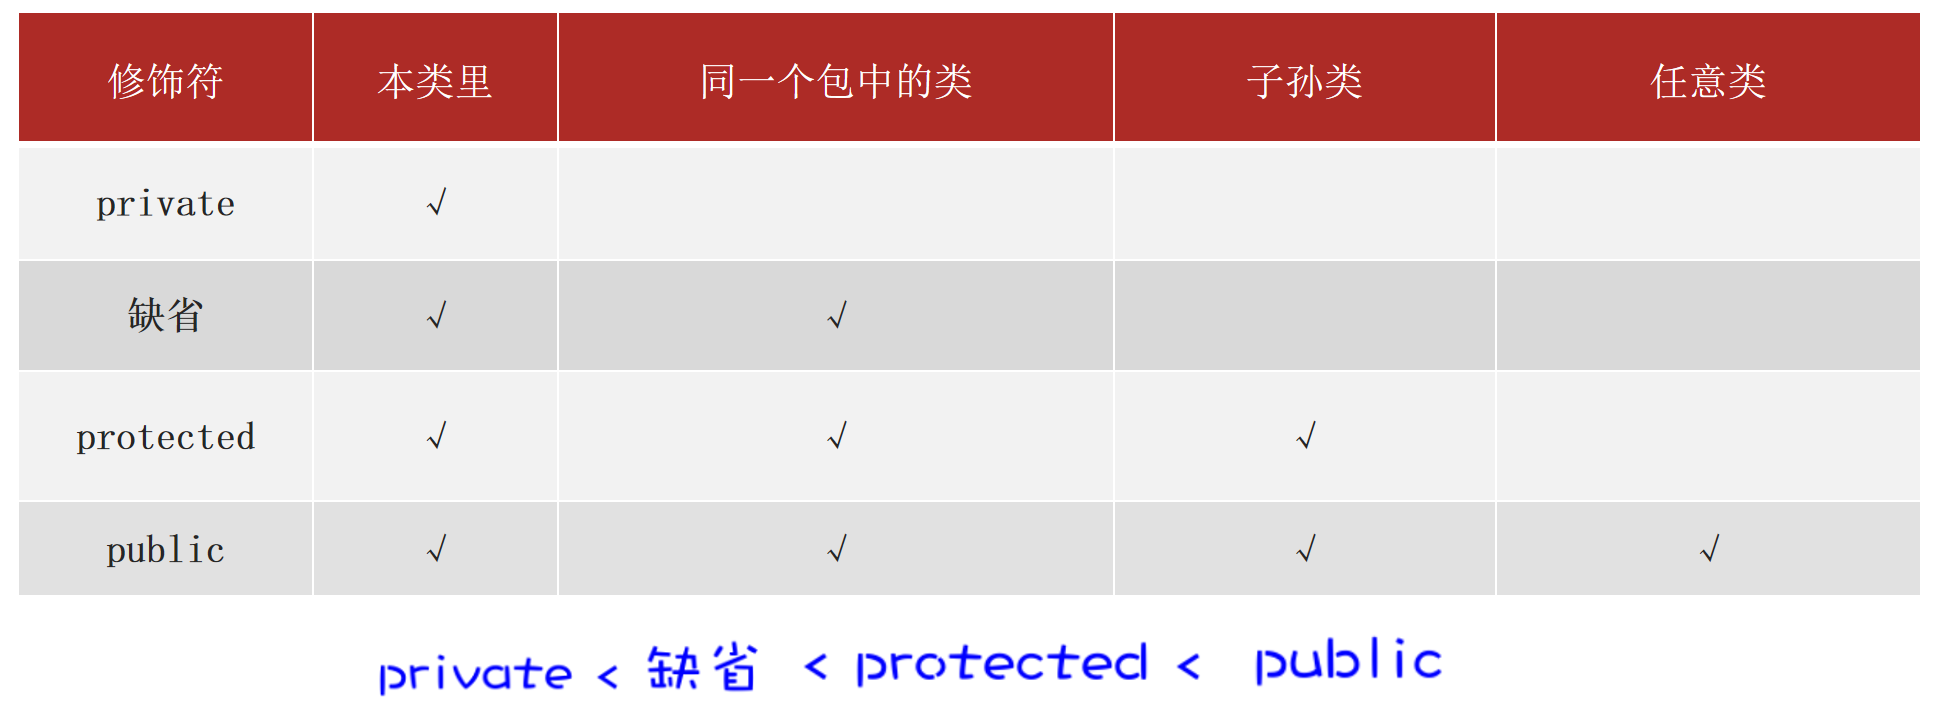 修饰符 本类里 同一个包中的类 子孙类 任意类
private √
缺省 √ √
protected √ √ √
public √ √ √ √
private < 缺省 < protected < public